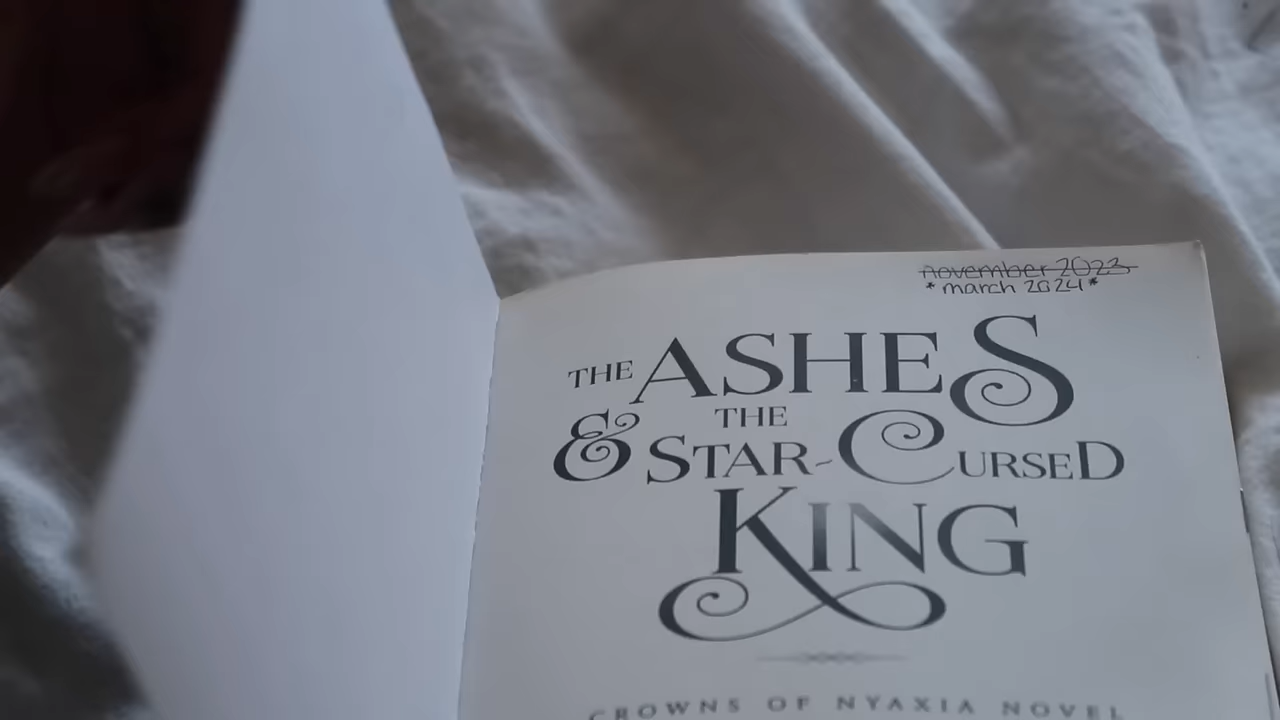 november 2023
*march 2024*
THE ASHES
& THE
STAR-CURSED
KING
CROWNS OF NYAXIA NOVEL